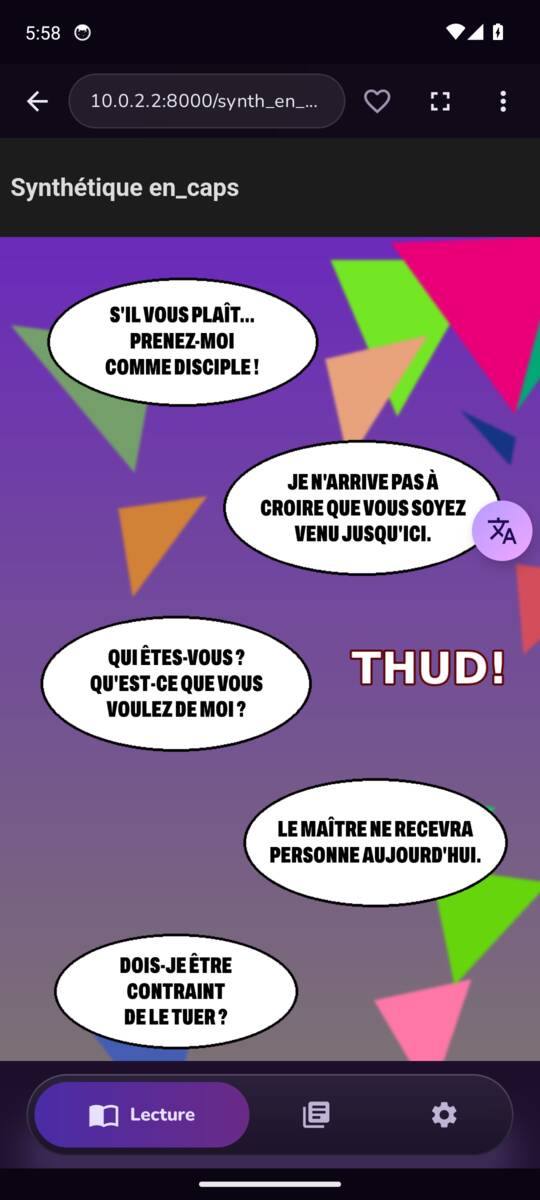 5:58
10.0.2.2:8000/synth_en_...
Synthétique en_caps
S'IL VOUS PLAÎT...
PRENEZ-MOI
COMME DISCIPLE !
JE N'ARRIVE PAS À
CROIRE QUE VOUS SOYEZ
VENU JUSQU'ICI.
QUI ÊTES-VOUS ?
QU'EST-CE QUE VOUS
VOULEZ DE MOI ?
THUD!
LE MAÎTRE NE RECEVRA
PERSONNE AUJOURD'HUI.
DOIS-JE ÊTRE
CONTRAINT
DE LE TUER ?
Lecture